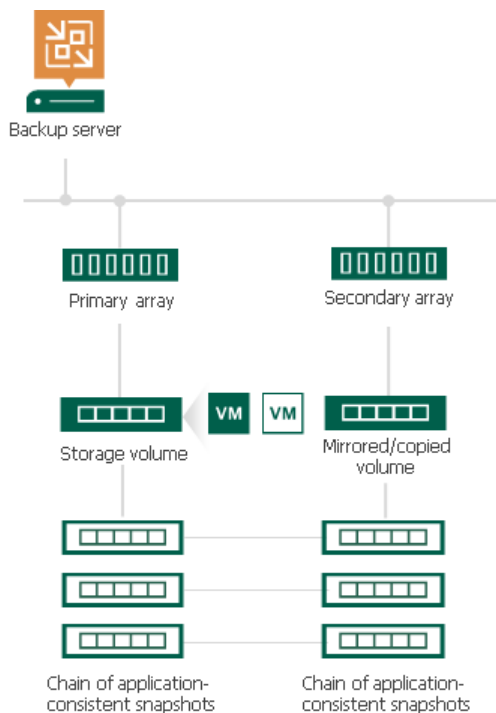 Backup server
Primary array
Secondary array
VM
VM
Storage volume
Mirrored/copied
volume
Chain of application-
consistent snapshots
Chain of application-
consistent snapshots